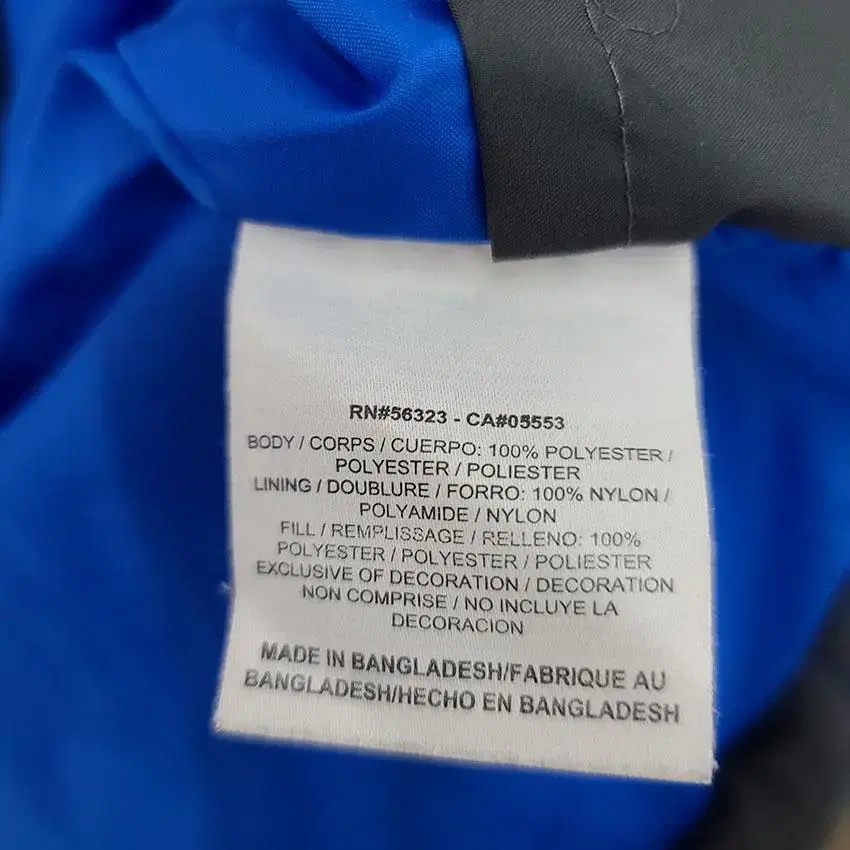 RN#56323 - CA#05553
BODY / CORPS / CUERPO: 100% POLYESTER /
POLYESTER / POLIESTER
LINING / DOUBLURE / FORRO: 100% NYLON /
POLYAMIDE / NYLON
FILL / REMPLISSAGE / RELLENO: 100%
POLYESTER / POLYESTER / POLIESTER
EXCLUSIVE OF DECORATION / DECORATION
NON COMPRISE / NO INCLUYE LA
DECORACION
MADE IN BANGLADESH/FABRIQUE AU
BANGLADESH/HECHO EN BANGLADESH